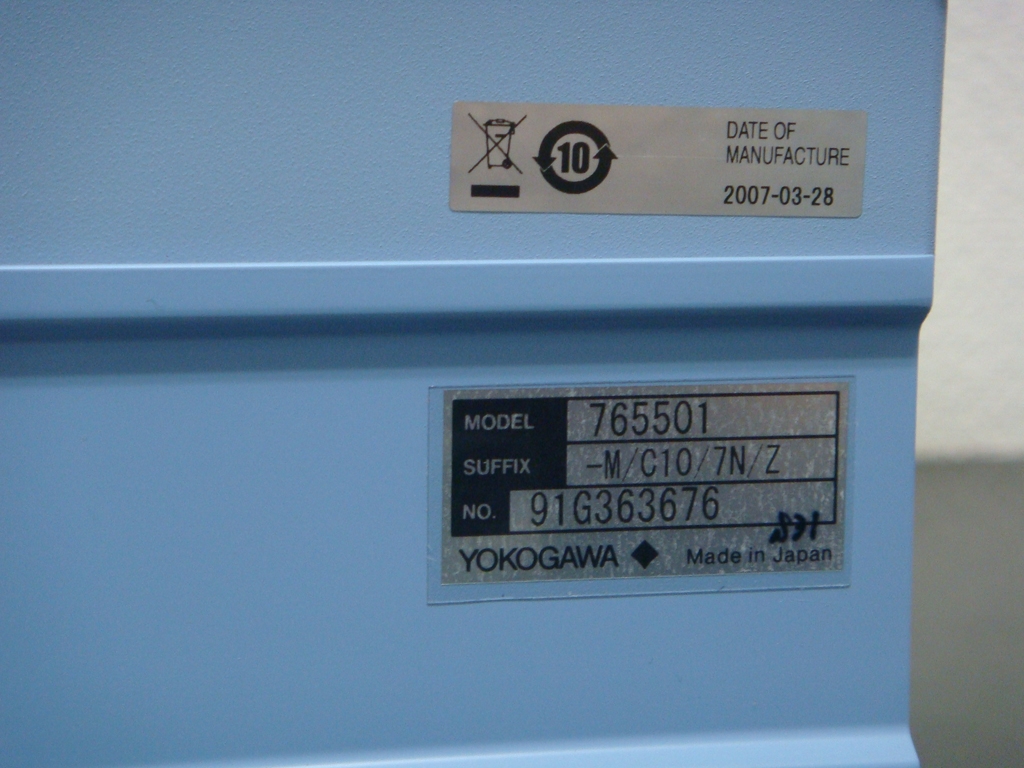 10
DATE OF
MANUFACTURE
2007-03-28
MODEL 765501
SUFFIX -M/C10/7N/Z
NO. 91G363676
YOKOGAWA Made in Japan